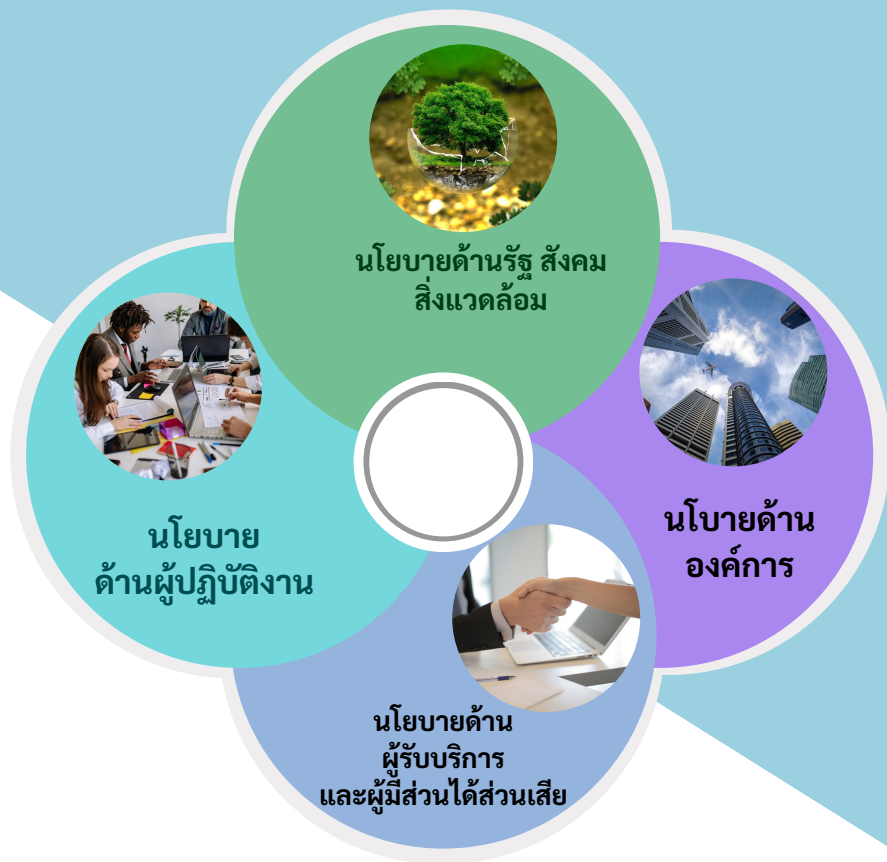 นโยบายด้านรัฐ สังคม
สิ่งแวดล้อม
นโยบาย
ด้านผู้ปฏิบัติงาน
นโบายด้าน
องค์การ
นโยบายด้าน
ผู้รับบริการ
และผู้มีส่วนได้ส่วนเสีย